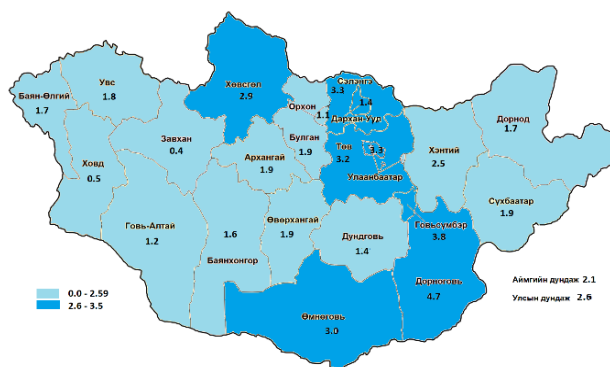 Хөвсгөл
2.9
Увс
1.8
Баян-Өлгий
1.7
Ховд
0.5
Завхан
0.4
Говь-Алтай
1.2
Архангай
1.9
Орхон
1.1
Булган
1.9
Сэлэнгэ
3.3
1.4
Дархан-Ууд
Төв
3.2
3.3
Улаанбаатар
Хэнтий
2.5
Дорнод
1.7
Сүхбаатар
1.9
1.6
Баянхонгор
Өвөрхангай
1.9
Дундговь
1.4
Говьсүмбэр
3.8
Дорноговь
4.7
Өмнөговь
3.0
0.0 - 2.59
2.6 - 3.5
Аймгийн дундаж 2.1
Улсын дундаж 2.6